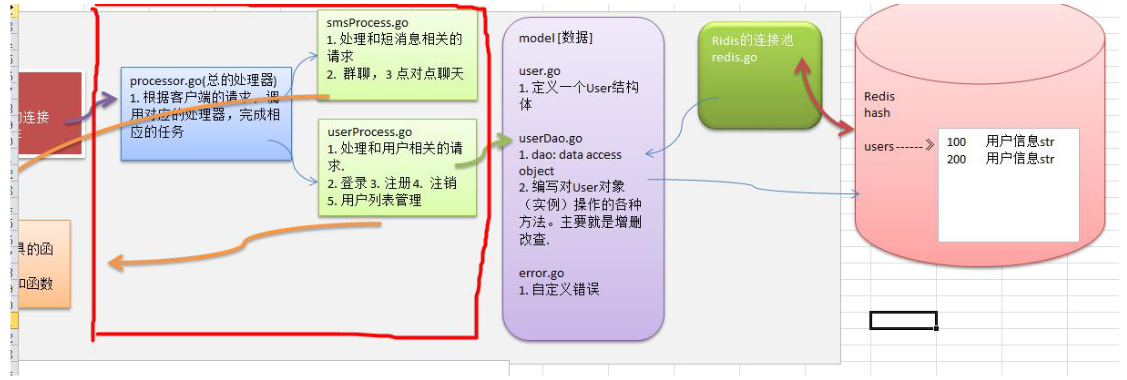 的连接
具的函
和函数
processor.go(总的处理器)
1. 根据客户端的请求，调
用对应的处理器，完成相
应的任务
smsProcess.go
1. 处理和短消息相关的
请求
2. 群聊，3 点对点聊天
userProcess.go
1. 处理和用户相关的请
求.
2. 登录 3. 注册4. 注销
5. 用户列表管理
model [数据]
user.go
1. 定义一个User结构
体
userDao.go
1. dao: data access
object
2. 编写对User对象
（实例）操作的各种
方法。主要就是增删
改查.
error.go
1. 自定义错误
Ridis的连接池
redis.go
Redis
hash
users ------》
100 用户信息str
200 用户信息str